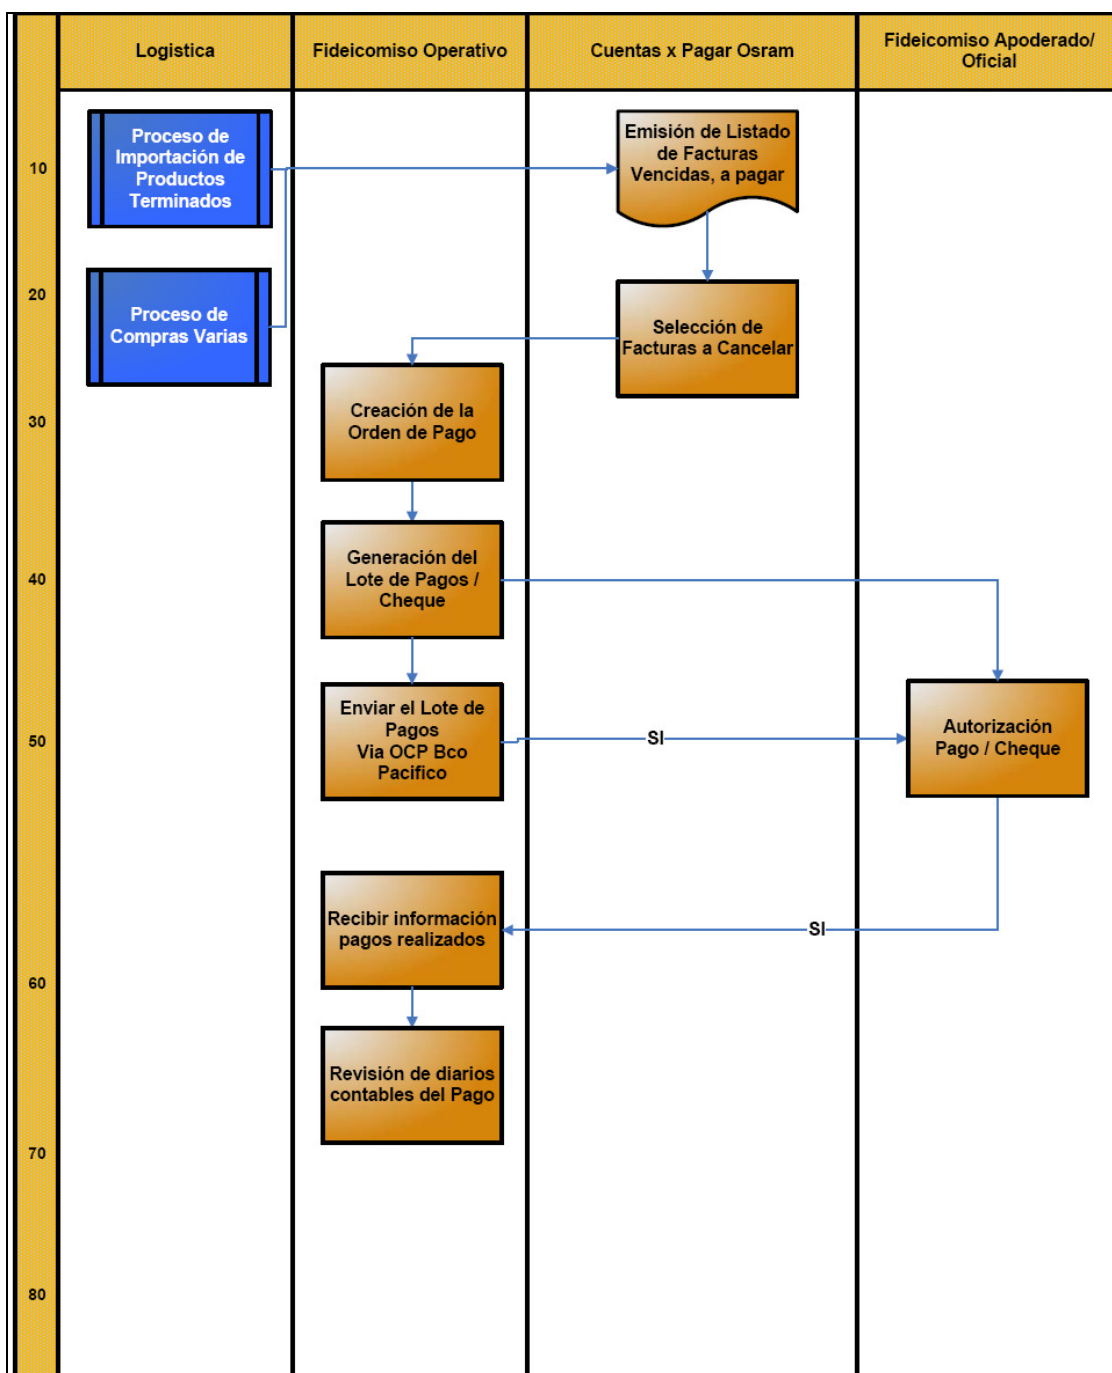 Logistica
Fideicomiso Operativo
Cuentas x Pagar Osram
Fideicomiso Apoderado/
Oficial
10
Proceso de
Importación de
Productos
Terminados
Emisión de Listado
de Facturas
Vencidas, a pagar
20
Proceso de
Compras Varias
Selección de
Facturas a Cancelar
30
Creación de la
Orden de Pago
40
Generación del
Lote de Pagos /
Cheque
50
Enviar el Lote de
Pagos
Via OCP Bco
Pacifico
SI
Autorización
Pago / Cheque
Recibir información
pagos realizados
SI
60
Revisión de diarios
contables del Pago
70
80